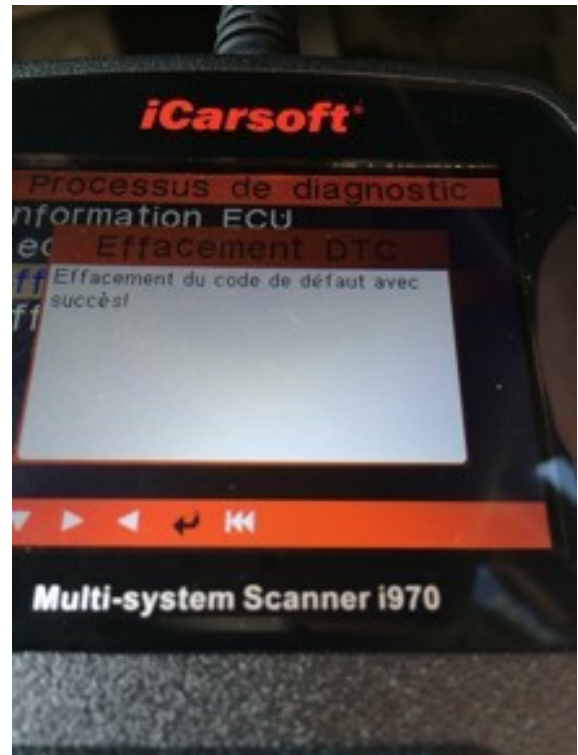 iCarsoft®
Processus de diagnostic
nformation ECU
Effacement DTC
Effacement du code de défaut avec
succès!
Multi-system Scanner i970